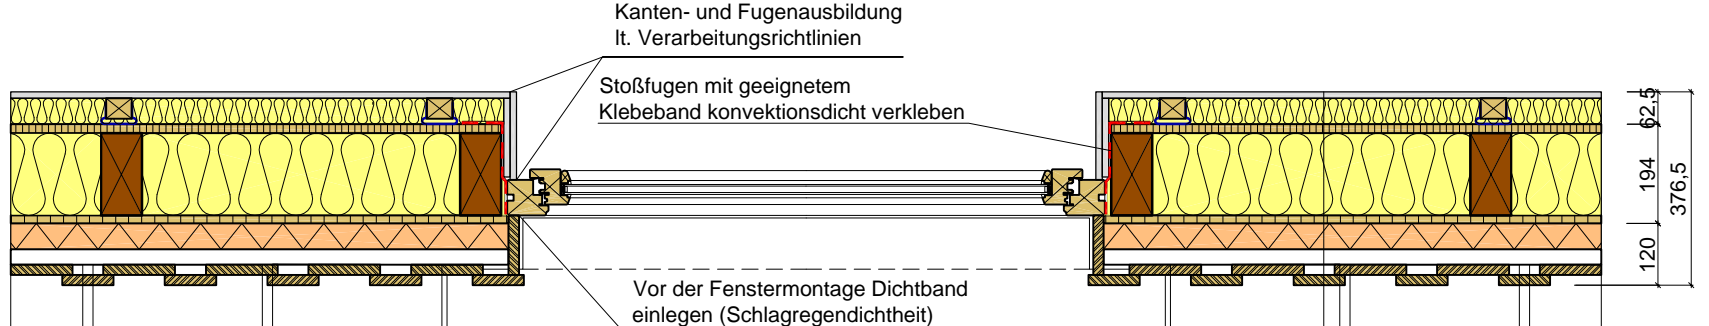 Kanten- und Fugenausbildung
lt. Verarbeitungsrichtlinien
Stoßfugen mit geeignetem
Klebeband konvektionsdicht verkleben
62,5
194
376,5
120
Vor der Fenstermontage Dichtband
einlegen (Schlagregendichtheit)